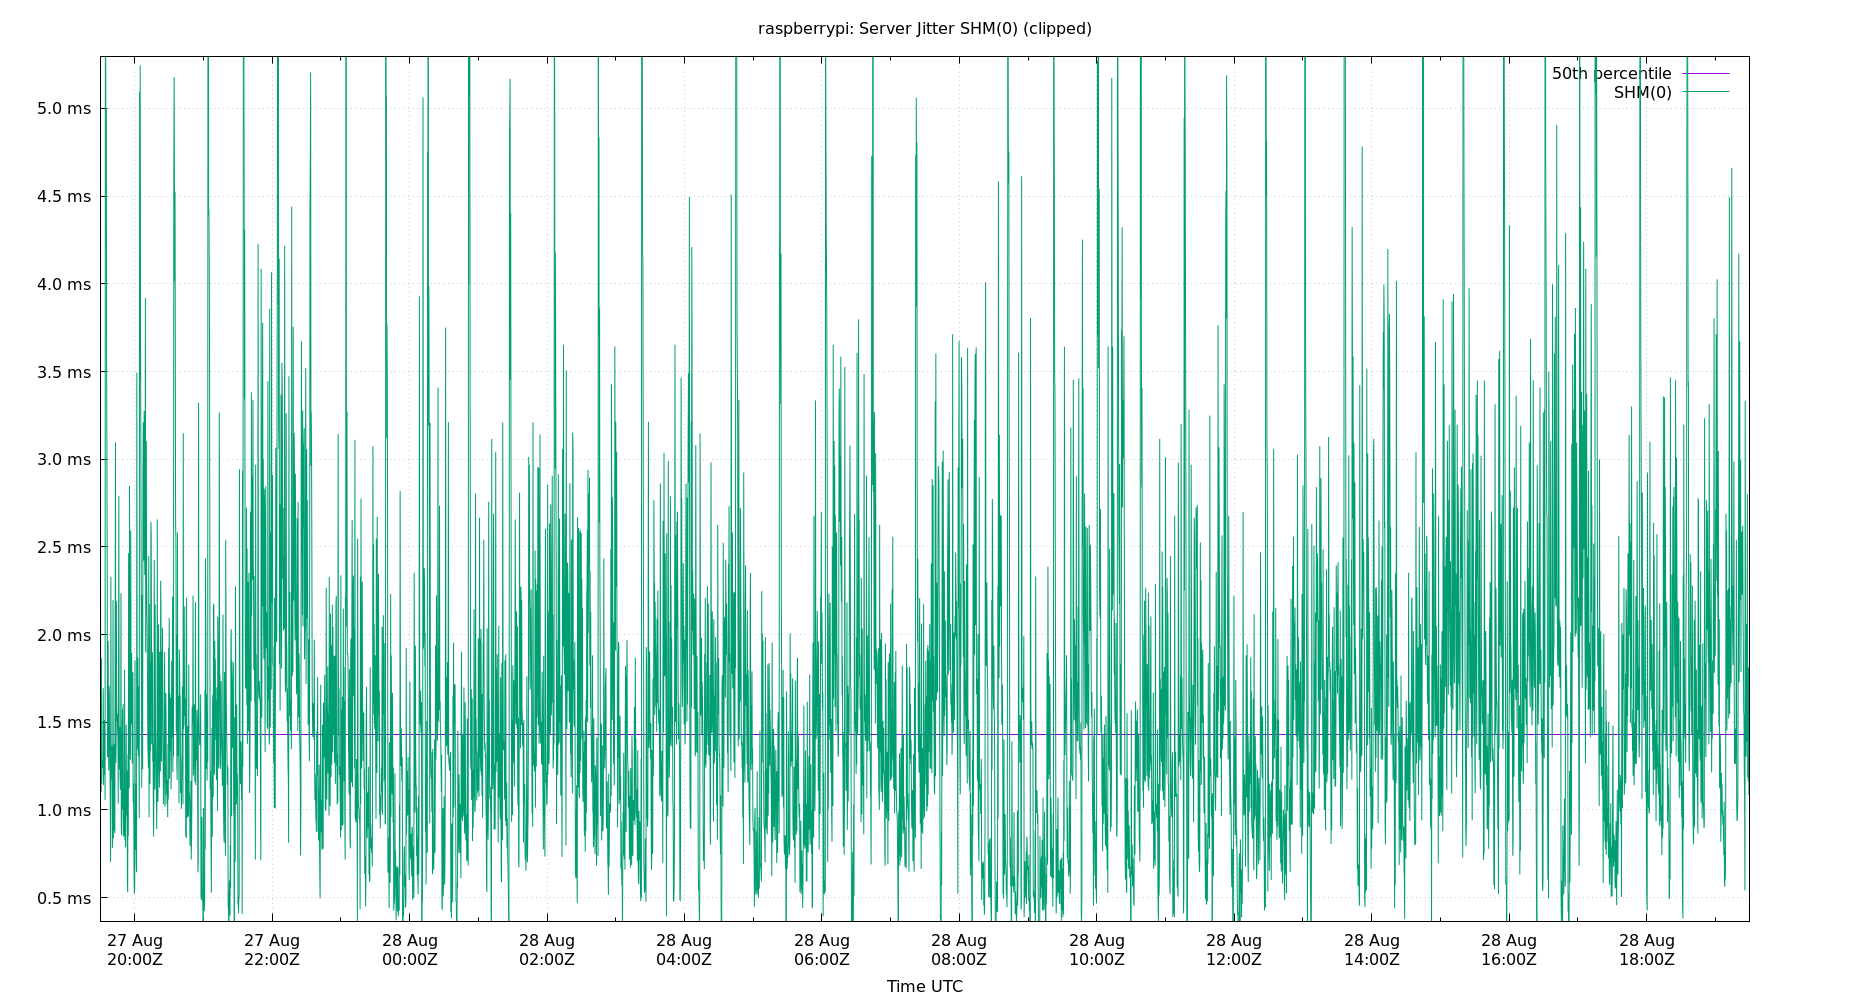 raspberrypi: Server Jitter SHM(0) (clipped)
50th percentile
SHM(0)
5.0 ms
4.5 ms
4.0 ms
3.5 ms
3.0 ms
2.5 ms
2.0 ms
1.5 ms
1.0 ms
0.5 ms
27 Aug 27 Aug 28 Aug 28 Aug 28 Aug 28 Aug 28 Aug 28 Aug 28 Aug 28 Aug 28 Aug 28 Aug
20:00Z 22:00Z 00:00Z 02:00Z 04:00Z 06:00Z 08:00Z 10:00Z 12:00Z 14:00Z 16:00Z 18:00Z
Time UTC